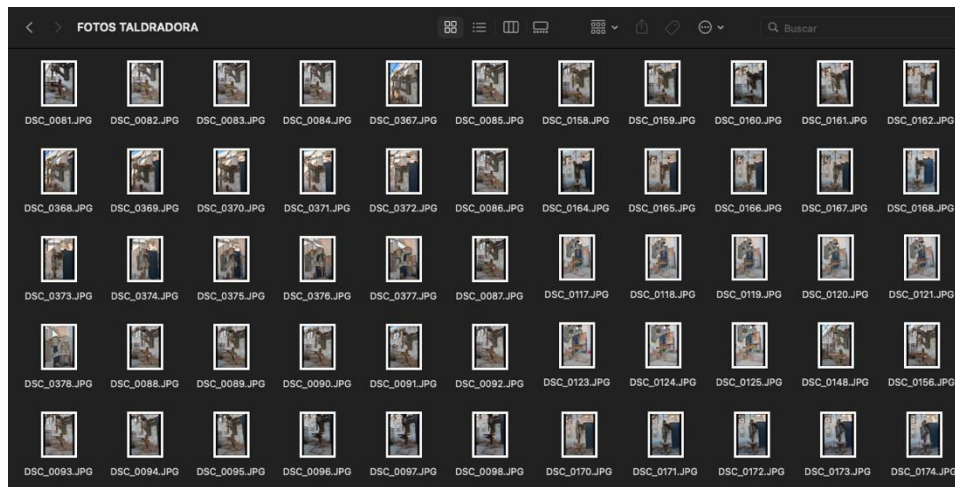 FOTOS TALDRADORA
Buscar
DSC_0081.JPG DSC_0082.JPG DSC_0083.JPG DSC_0084.JPG DSC_0367.JPG DSC_0085.JPG DSC_0158.JPG DSC_0159.JPG DSC_0160.JPG DSC_0161.JPG DSC_0162.JPG
DSC_0368.JPG DSC_0369.JPG DSC_0370.JPG DSC_0371.JPG DSC_0372.JPG DSC_0086.JPG DSC_0164.JPG DSC_0165.JPG DSC_0166.JPG DSC_0167.JPG DSC_0168.JPG
DSC_0373.JPG DSC_0374.JPG DSC_0375.JPG DSC_0376.JPG DSC_0377.JPG DSC_0087.JPG DSC_0117.JPG DSC_0118.JPG DSC_0119.JPG DSC_0120.JPG DSC_0121.JPG
DSC_0378.JPG DSC_0088.JPG DSC_0089.JPG DSC_0090.JPG DSC_0091.JPG DSC_0092.JPG DSC_0123.JPG DSC_0124.JPG DSC_0125.JPG DSC_0148.JPG DSC_0156.JPG
DSC_0093.JPG DSC_0094.JPG DSC_0095.JPG DSC_0096.JPG DSC_0097.JPG DSC_0098.JPG DSC_0170.JPG DSC_0171.JPG DSC_0172.JPG DSC_0173.JPG DSC_0174.JPG